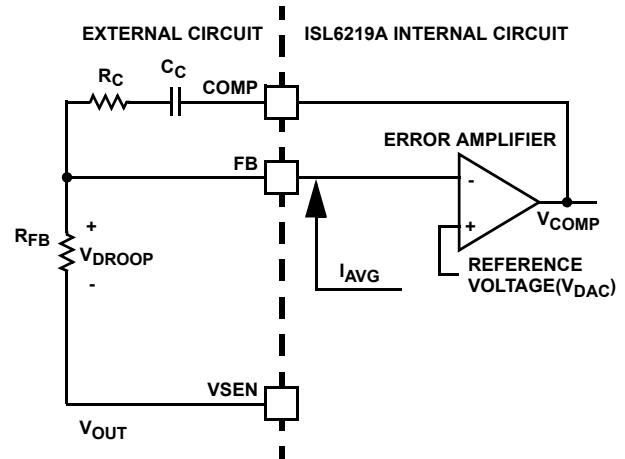 EXTERNAL CIRCUIT
ISL6219A INTERNAL CIRCUIT
RC
CC
COMP
ERROR AMPLIFIER
FB
-
+
VCOMP
RFB
+
VDROOP
-
IAVG
REFERENCE
VOLTAGE(VDAC)
VSEN
VOUT